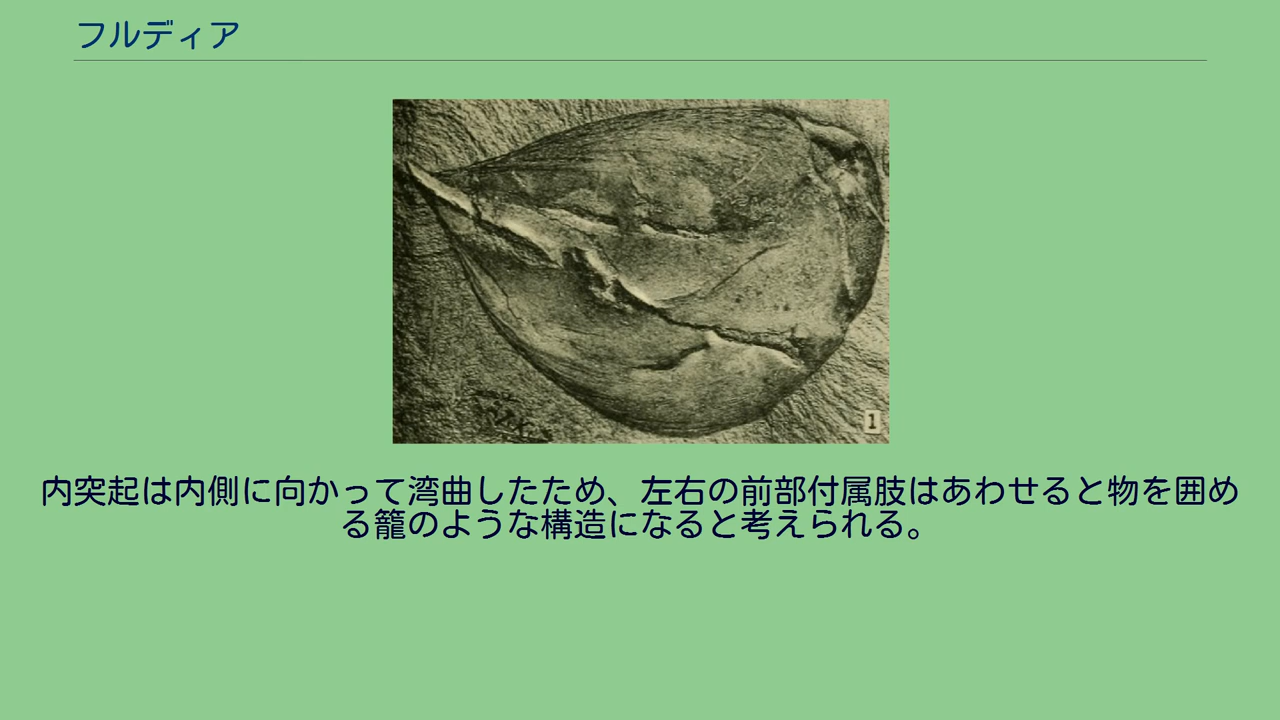 フルディア
1
内突起は内側に向かって湾曲したため、左右の前部付属肢はあわせると物を囲め
る籠のような構造になると考えられる。